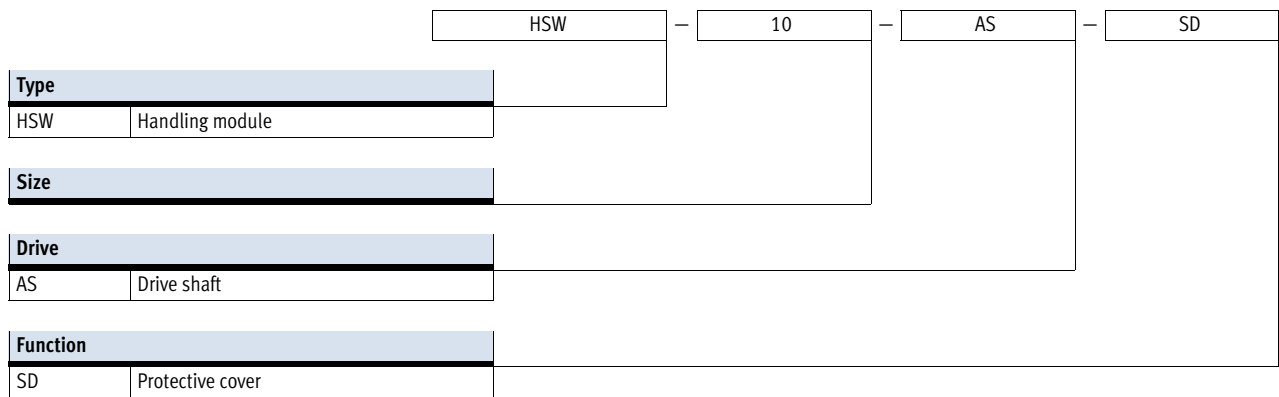 HSW – 10 – AS – SD
Type
HSW Handling module
Size
Drive
AS Drive shaft
Function
SD Protective cover